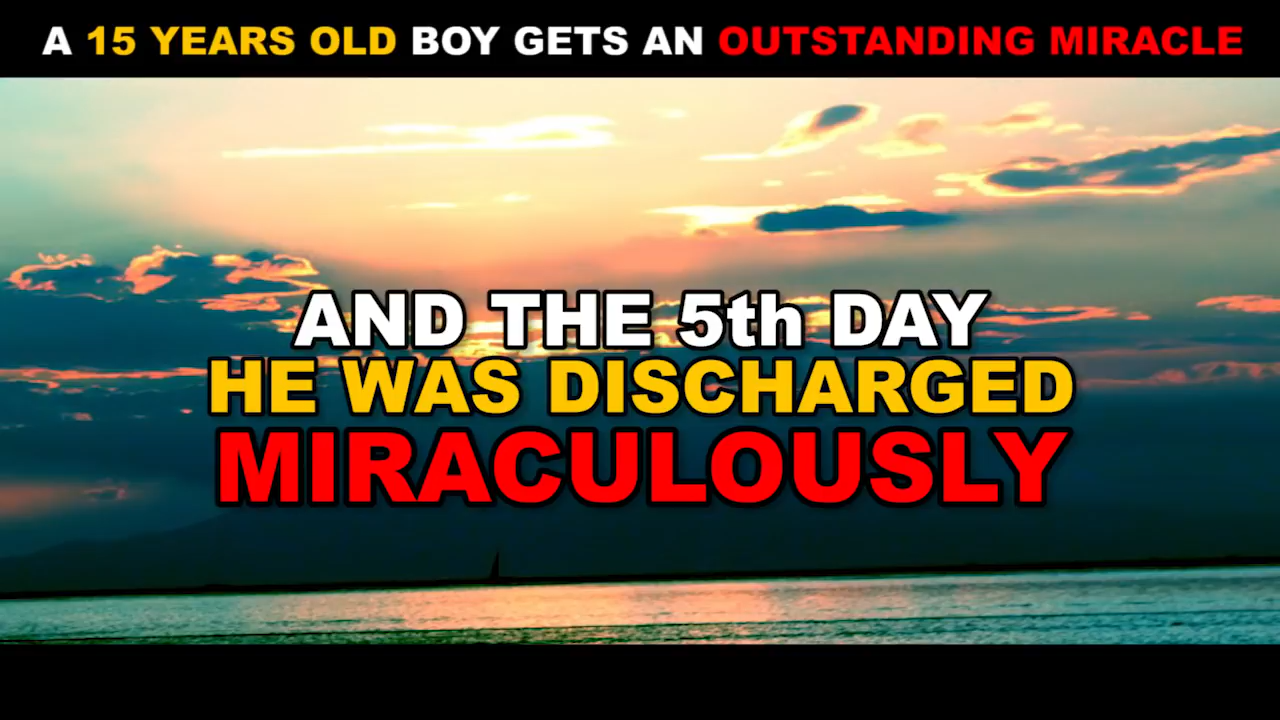 A 15 YEARS OLD BOY GETS AN OUTSTANDING MIRACLE
AND THE 5th DAY
HE WAS DISCHARGED
MIRACULOUSLY